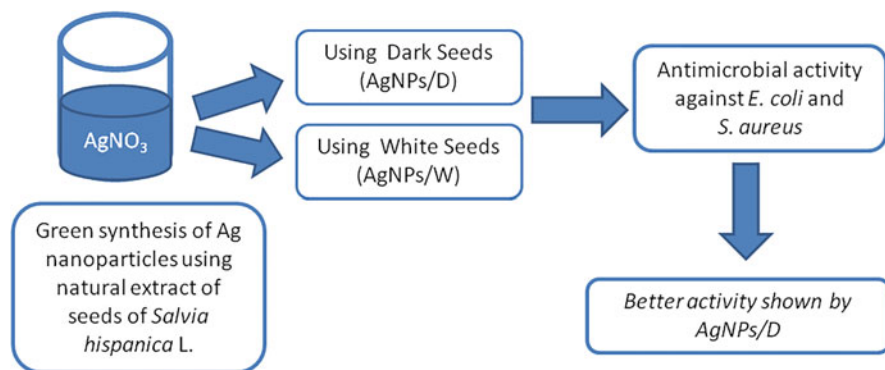 AgNO₃
Green synthesis of Ag
nanoparticles using
natural extract of
seeds of Salvia
hispanica L.
Using Dark Seeds
(AgNPs/D)
Using White Seeds
(AgNPs/W)
Antimicrobial activity
against E. coli and
S. aureus
Better activity shown by
AgNPs/D